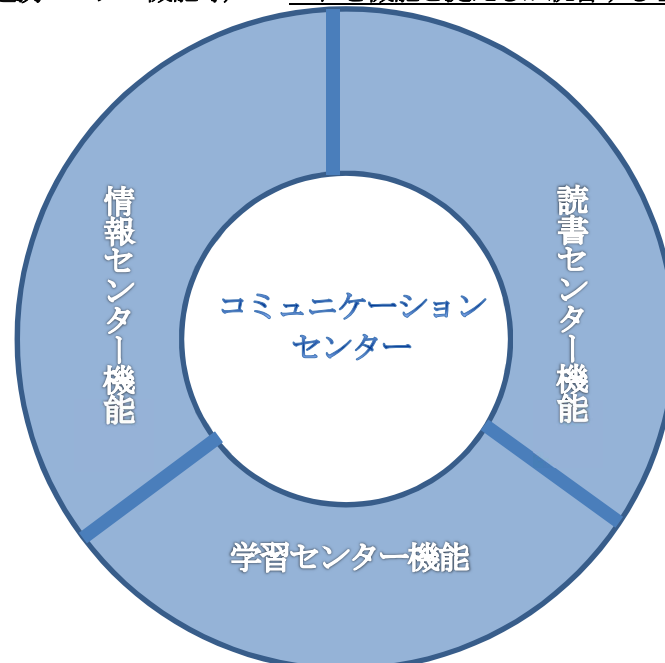 情報センター機能
読書センター機能
コミュニケーション
センター
学習センター機能